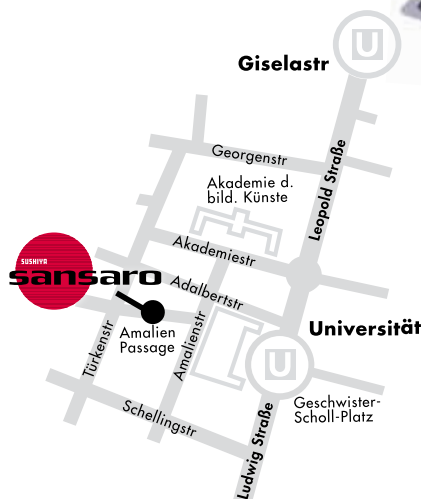 U
Giselastr
Georgenstr
Leopold Straße
Akademie d.
bild. Künste
Akademiestr
SUSHIYA
sansaro
Adalbertstr
Amalien
Passage
Türkenstr
Amalienstr
Universität
U
Geschwister-
Scholl-Platz
Schellingstr
Ludwig Straße